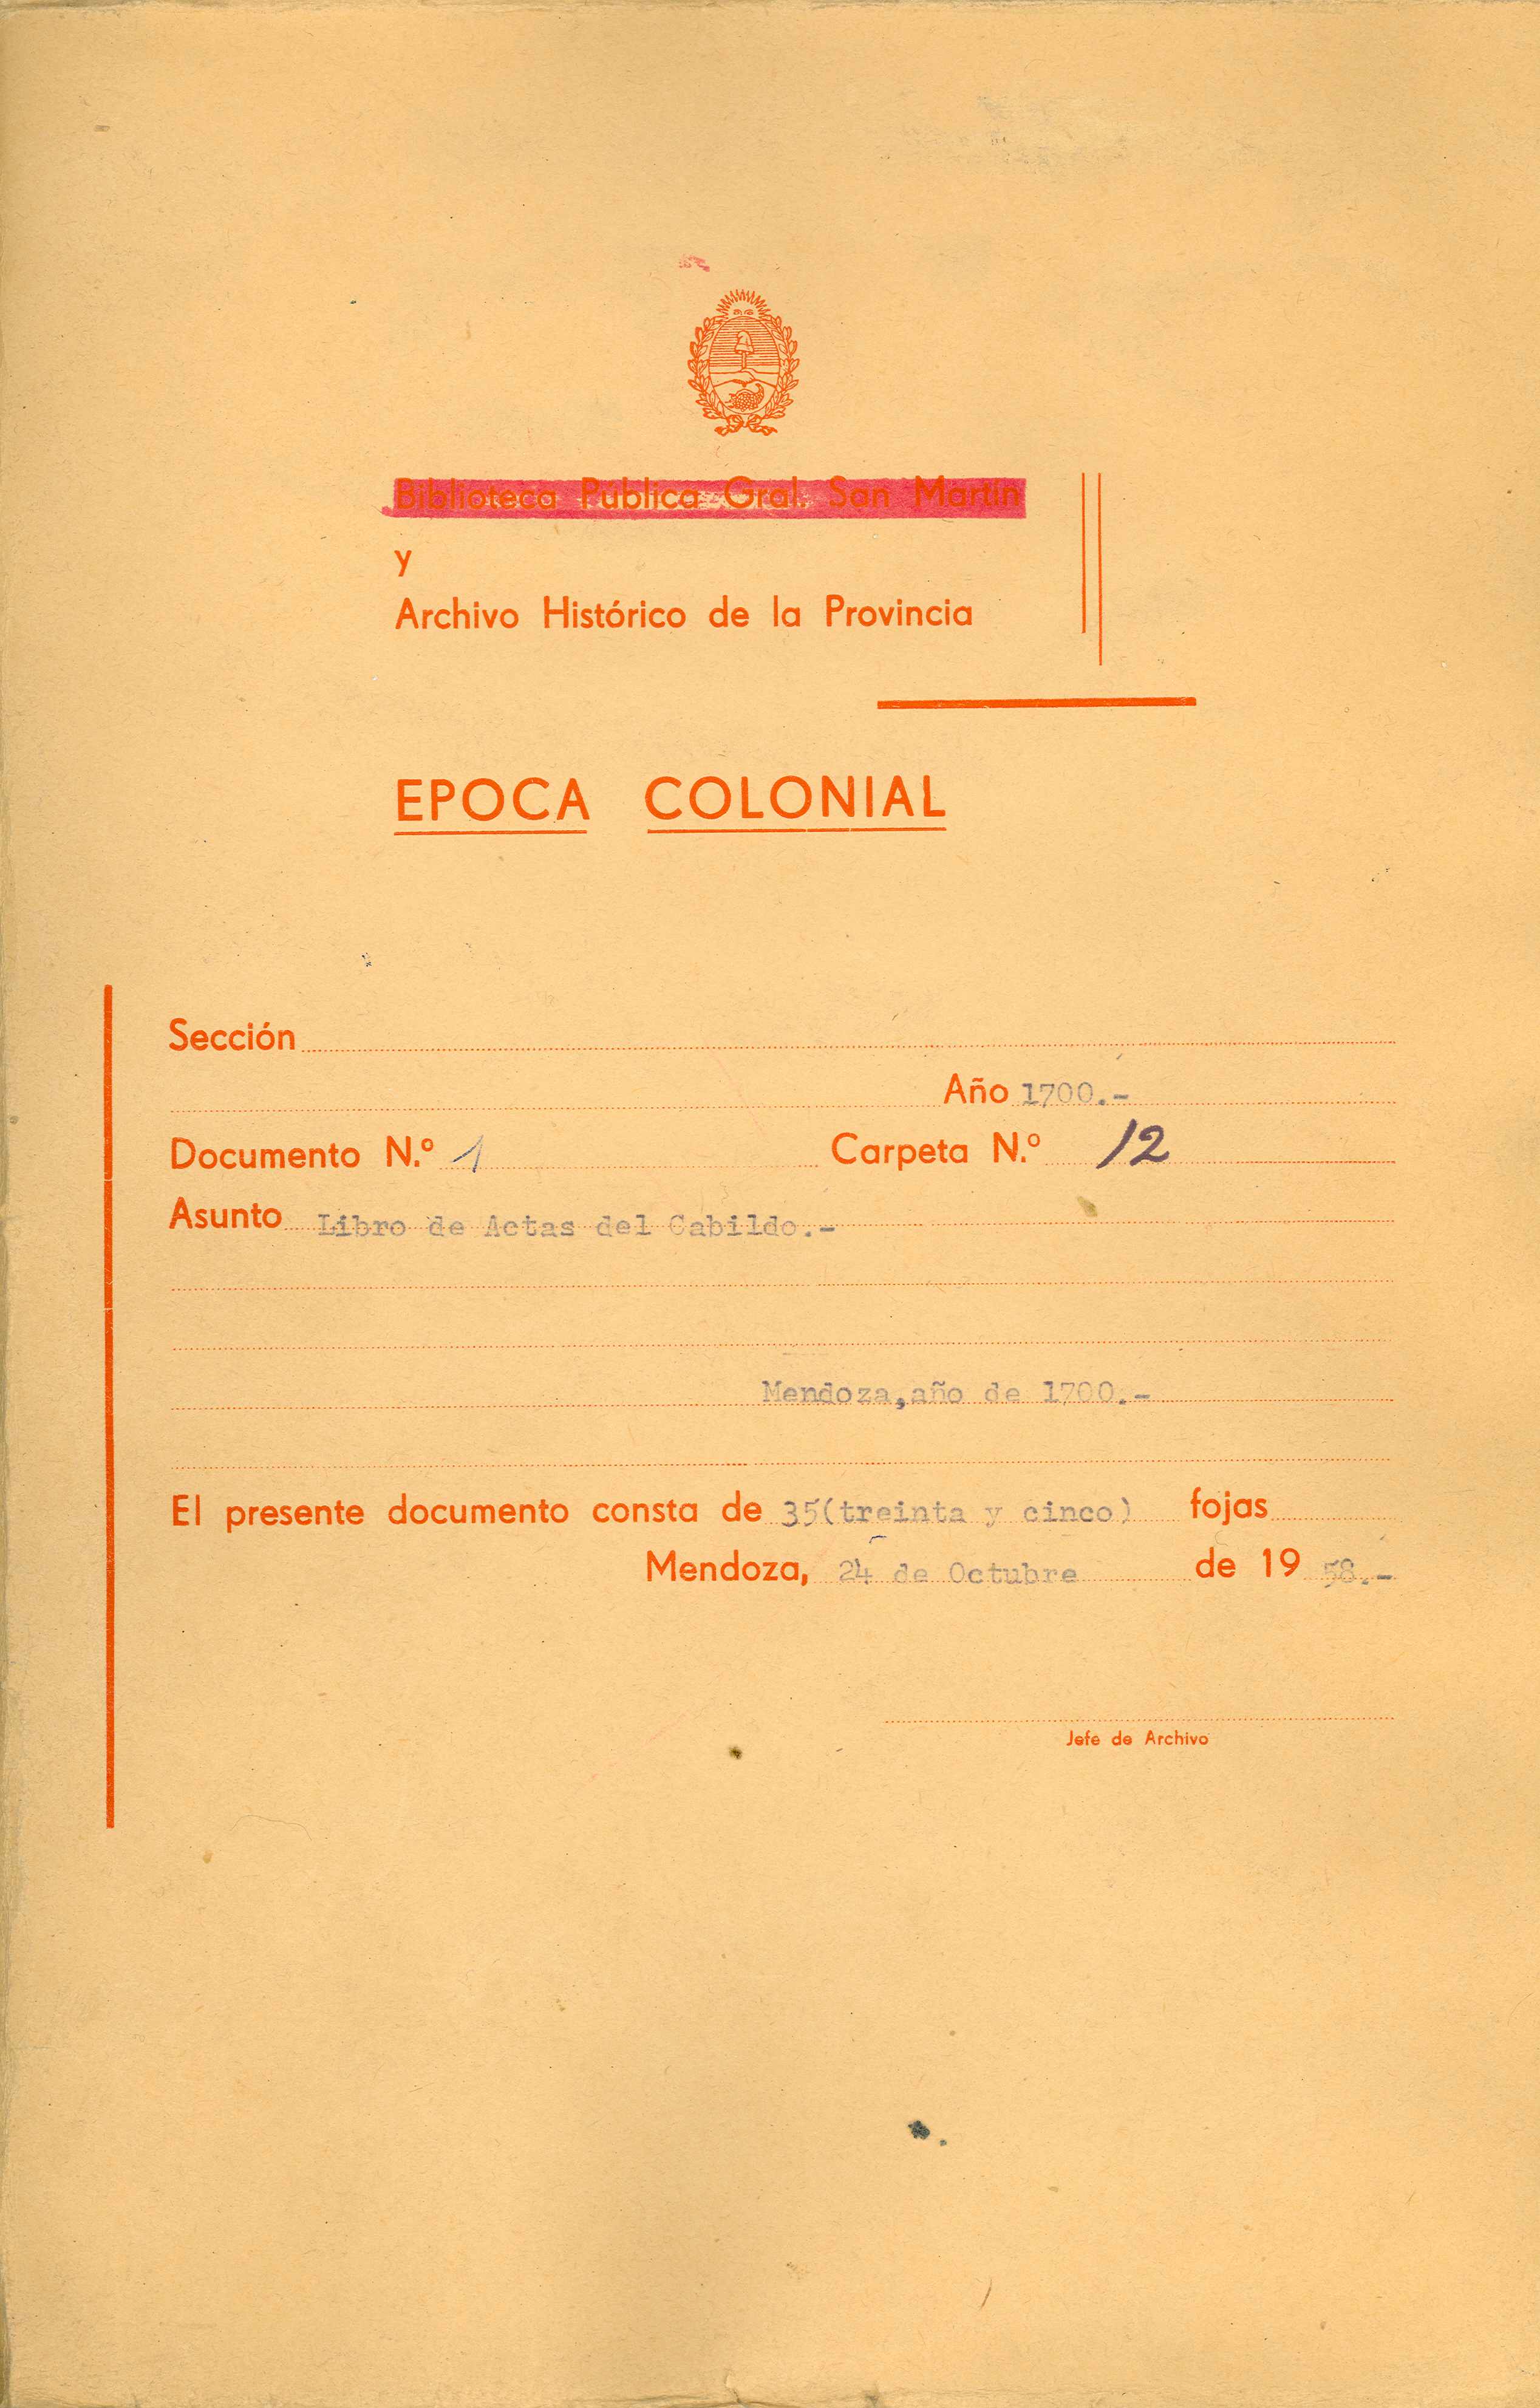 Biblioteca Pública Gral. San Martín
y
Archivo Histórico de la Provincia
EPOCA COLONIAL
Sección
Año 1700.-
Documento N.º 1 Carpeta N.º 12
Asunto Libro de Actas del Cabildo.-
Mendoza,año de 1700.-
El presente documento consta de 35(treinta y cinco) fojas
Mendoza, 24 de Octubre de 19 58.-
Jefe de Archivo